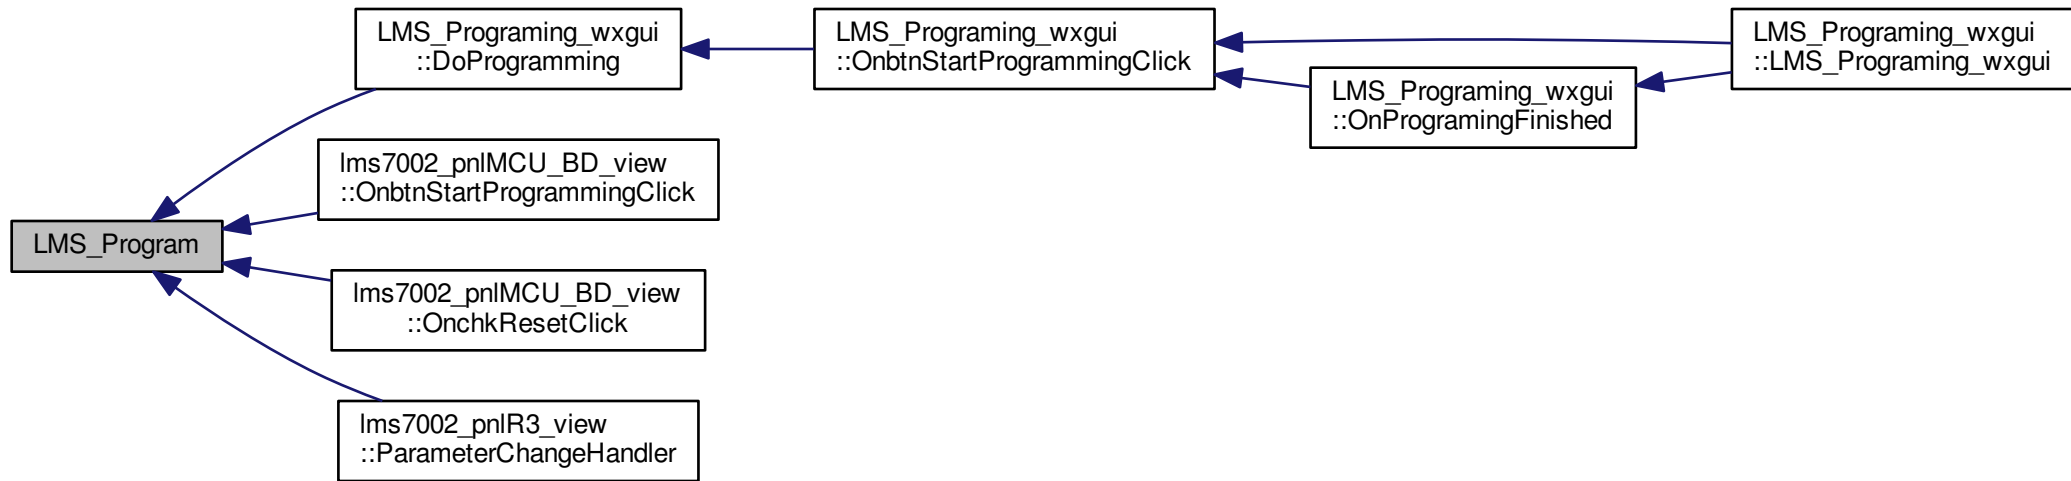 LMS_Programing_wxgui
::DoProgramming
LMS_Programing_wxgui
::OnbtnStartProgrammingClick
LMS_Programing_wxgui
::LMS_Programing_wxgui
LMS_Programing_wxgui
::OnProgramingFinished
lms7002_pnlMCU_BD_view
::OnbtnStartProgrammingClick
LMS_Program
lms7002_pnlMCU_BD_view
::OnchkResetClick
lms7002_pnlR3_view
::ParameterChangeHandler